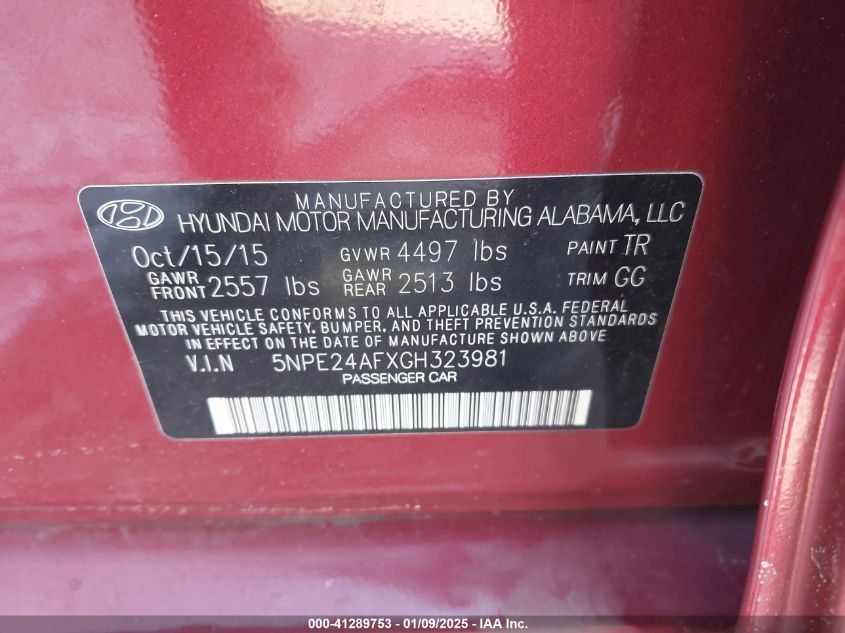 MANUFACTURED BY
HYUNDAI MOTOR MANUFACTURING ALABAMA, LLC
Oct/15/15 GVWR 4497 lbs PAINT TR
GAWR FRONT 2557 lbs GAWR REAR 2513 lbs TRIM GG
THIS VEHICLE CONFORMS TO ALL APPLICABLE U.S.A. FEDERAL
MOTOR VEHICLE SAFETY, BUMPER, AND THEFT PREVENTION STANDARDS
IN EFFECT ON THE DATE OF MANUFACTURE SHOWN ABOVE
V.I.N 5NPE24AFXGH323981
PASSENGER CAR
000-41289753 - 01/09/2025 - IAA Inc.